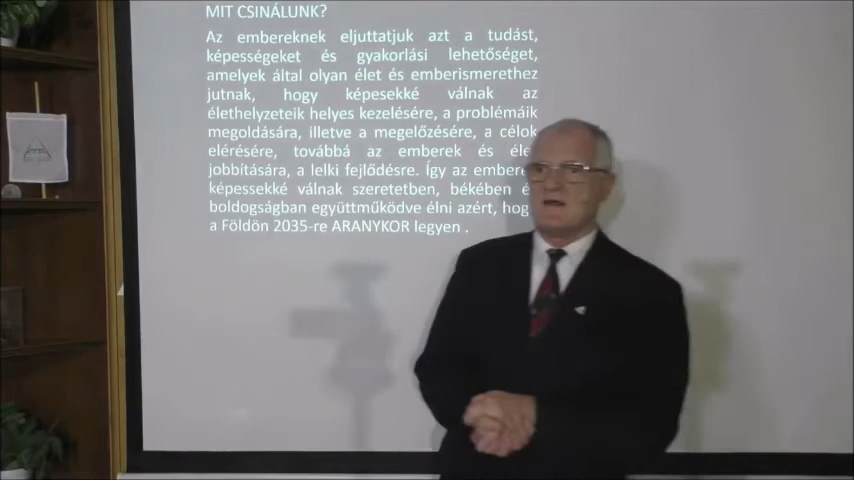 MIT CSINÁLUNK?
Az embereknek eljuttatjuk azt a tudást,
képességeket és gyakorlási lehetőséget,
amelyek által olyan élet és emberismerethez
jutnak, hogy képesekké válnak az
élethelyzeteik helyes kezelésére, a problémáik
megoldására, illetve a megelőzésére, a célok
elérésére, továbbá az emberek és
jobbítására, a lelki fejlődésre. Így az
képessekké válnak szeretetben, békében
boldogságban együttműködve élni azért,
a Földön 2035-re ARANYKOR legyen .